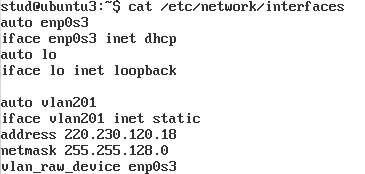 stud@ubuntu3:~$ cat /etc/network/interfaces
auto enp0s3
iface enp0s3 inet dhcp
auto lo
iface lo inet loopback

auto vlan201
iface vlan201 inet static
address 220.230.120.18
netmask 255.255.128.0
vlan_raw_device enp0s3